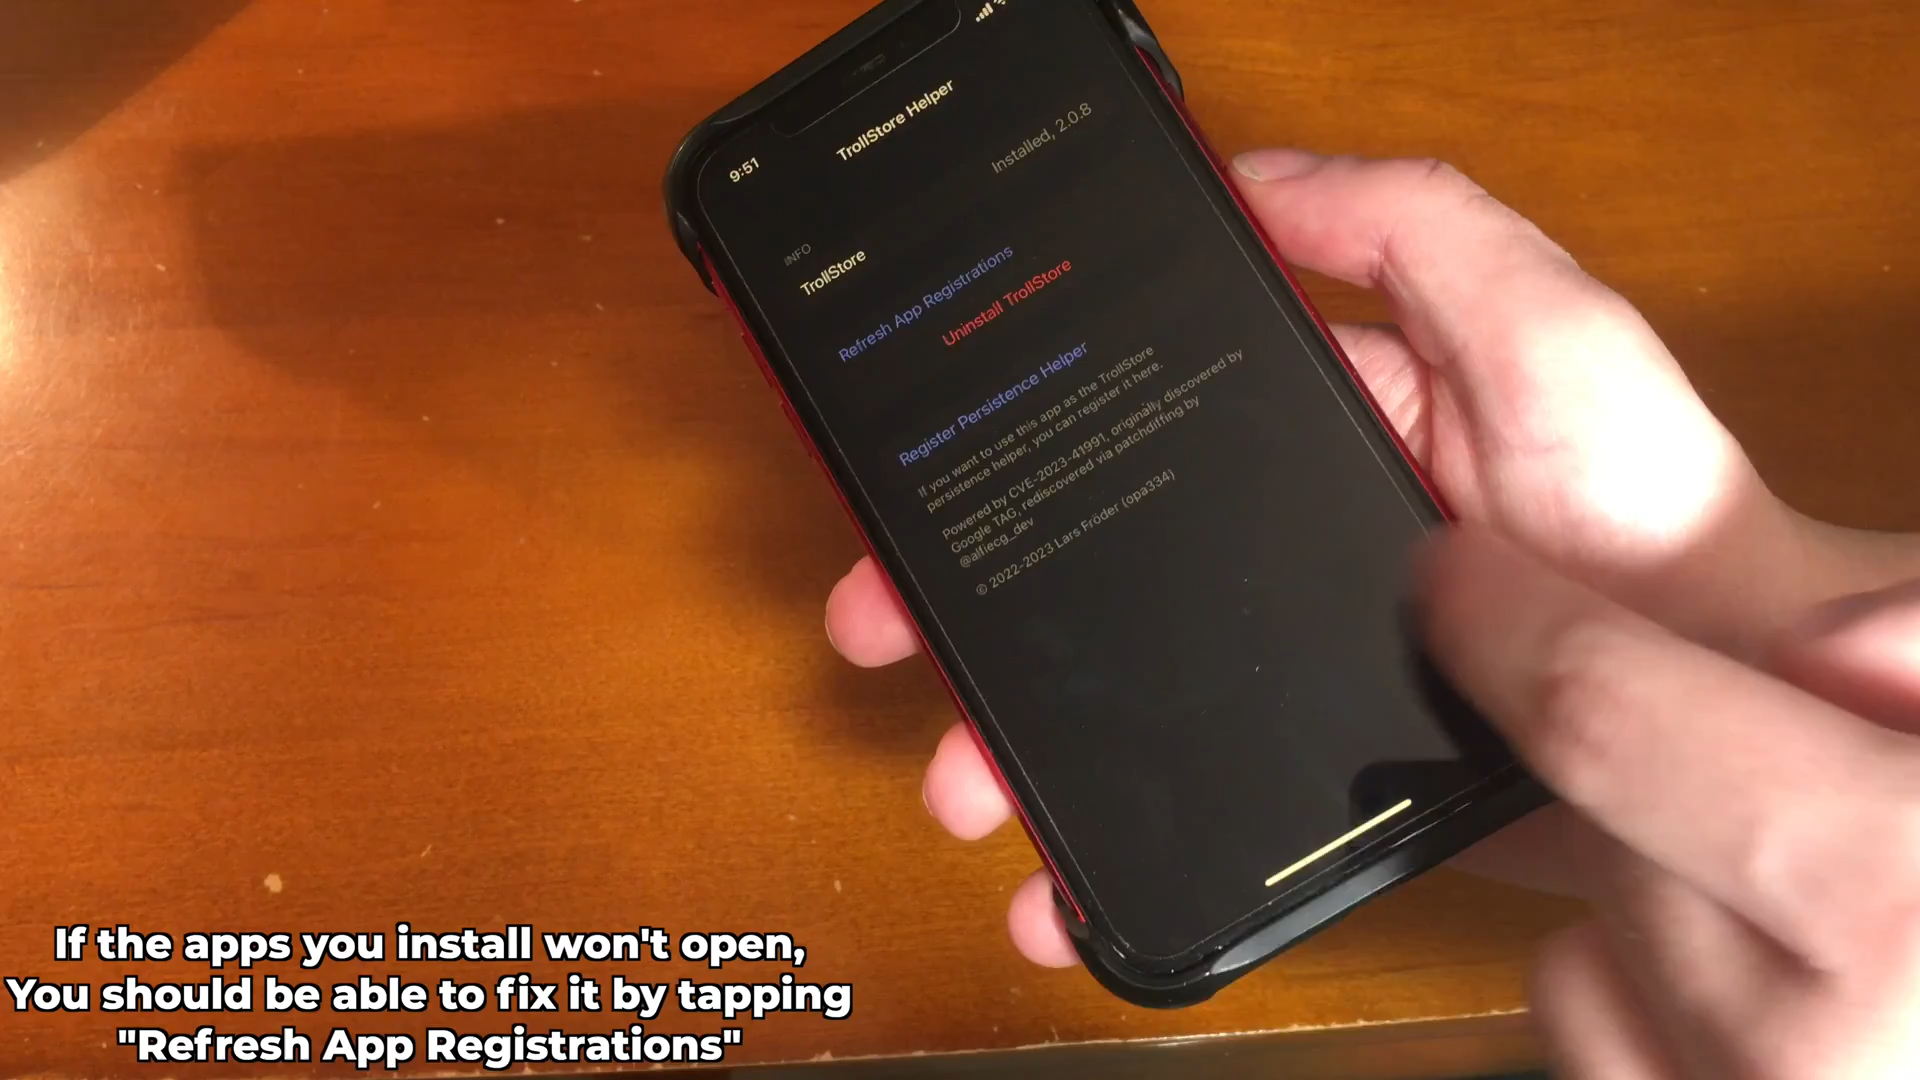 9:51
TrollStore Helper
INFO
TrollStore
Installed, 2.0.8
Refresh App Registrations
Uninstall TrollStore
Register Persistence Helper
If you want to use this app as the TrollStore
persistence helper, you can register it here.
Powered by CVE-2023-41991, originally discovered by
Google TAG, rediscovered via patchdiffing by
@alfiecg_dev
© 2022-2023 Lars Fröder (opa334)
If the apps you install won't open,
You should be able to fix it by tapping
"Refresh App Registrations"